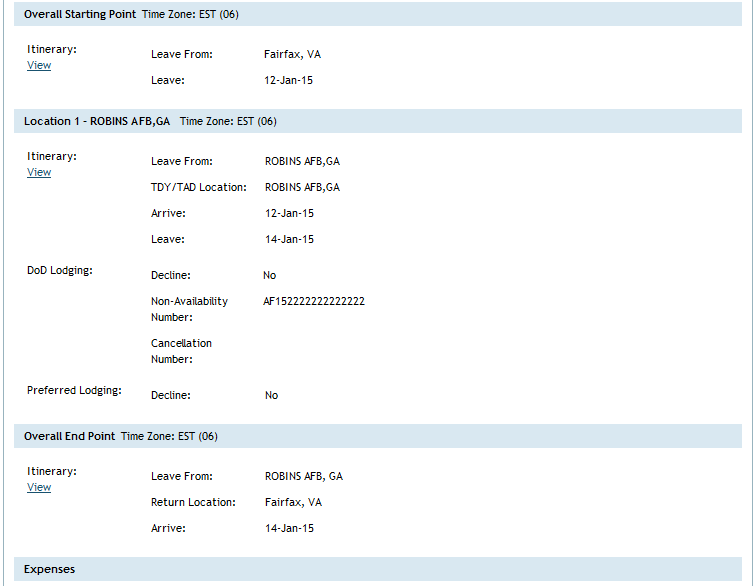 Overall Starting Point Time Zone: EST (06)
Itinerary:
View
Leave From: Fairfax, VA
Leave: 12-Jan-15
Location 1 - ROBINS AFB,GA Time Zone: EST (06)
Itinerary:
View
Leave From: ROBINS AFB,GA
TDY/TAD Location: ROBINS AFB,GA
Arrive: 12-Jan-15
Leave: 14-Jan-15
DoD Lodging:
Decline: No
Non-Availability
Number:
AF152222222222222
Cancellation
Number:
Preferred Lodging:
Decline: No
Overall End Point Time Zone: EST (06)
Itinerary:
View
Leave From: ROBINS AFB, GA
Return Location: Fairfax, VA
Arrive: 14-Jan-15
Expenses